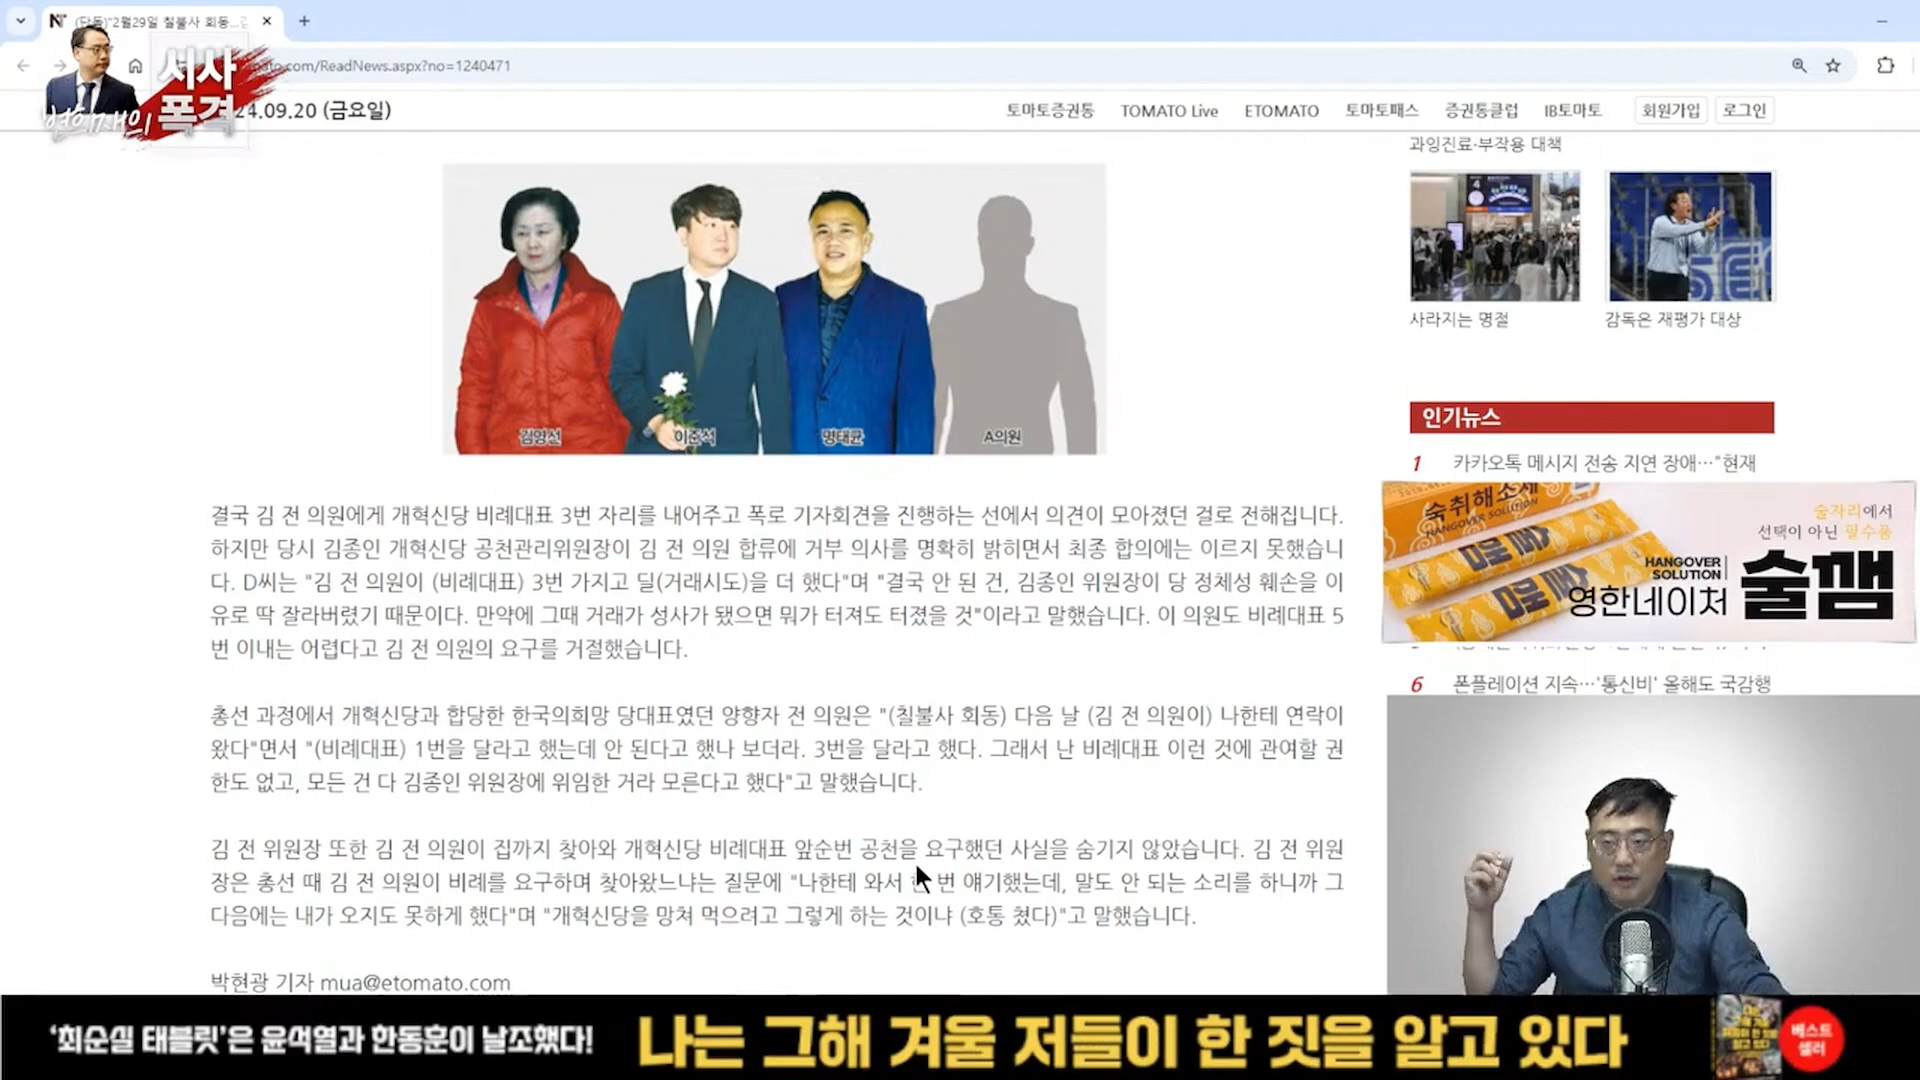 (단독)"2월29일 칠불사 회동...김
시사
폭격
변희재의
mato.com/ReadNews.aspx?no=1240471
24.09.20 (금요일)
토마토증권통 TOMATO Live ETOMATO 토마토패스 증권통클럽 IB토마토 회원가입 로그인
과잉진료·부작용 대책
김영선 이준석 명태균 A의원
사라지는 명절
감독은 재평가 대상
인기뉴스
1 카카오톡 메시지 전송 지연 장애…"현재
숙취해소제
HANGOVER SOLUTION
술자리에서
선택이 아닌 필수품
HANGOVER
SOLUTION
영한네이처 술깸
6 폰플레이션 지속…'통신비' 올해도 국감행
결국 김 전 의원에게 개혁신당 비례대표 3번 자리를 내어주고 폭로 기자회견을 진행하는 선에서 의견이 모아졌던 걸로 전해집니다.
하지만 당시 김종인 개혁신당 공천관리위원장이 김 전 의원 합류에 거부 의사를 명확히 밝히면서 최종 합의에는 이르지 못했습니
다. D씨는 "김 전 의원이 (비례대표) 3번 가지고 딜(거래시도)을 더 했다"며 "결국 안 된 건, 김종인 위원장이 당 정체성 훼손을 이
유로 딱 잘라버렸기 때문이다. 만약에 그때 거래가 성사가 됐으면 뭐가 터져도 터졌을 것"이라고 말했습니다. 이 의원도 비례대표 5
번 이내는 어렵다고 김 전 의원의 요구를 거절했습니다.
총선 과정에서 개혁신당과 합당한 한국의희망 당대표였던 양향자 전 의원은 "(칠불사 회동) 다음 날 (김 전 의원이) 나한테 연락이
왔다"면서 "(비례대표) 1번을 달라고 했는데 안 된다고 했나 보더라. 3번을 달라고 했다. 그래서 난 비례대표 이런 것에 관여할 권
한도 없고, 모든 건 다 김종인 위원장에 위임한 거라 모른다고 했다"고 말했습니다.
김 전 위원장 또한 김 전 의원이 집까지 찾아와 개혁신당 비례대표 앞순번 공천을 요구했던 사실을 숨기지 않았습니다. 김 전 위원
장은 총선 때 김 전 의원이 비례를 요구하며 찾아왔느냐는 질문에 "나한테 와서 한 번 얘기했는데, 말도 안 되는 소리를 하니까 그
다음에는 내가 오지도 못하게 했다"며 "개혁신당을 망쳐 먹으려고 그렇게 하는 것이냐 (호통 쳤다)"고 말했습니다.
박현광 기자 mua@etomato.com
'최순실 태블릿'은 윤석열과 한동훈이 날조했다! 나는 그해 겨울 저들이 한 짓을 알고 있다
베스트
셀러